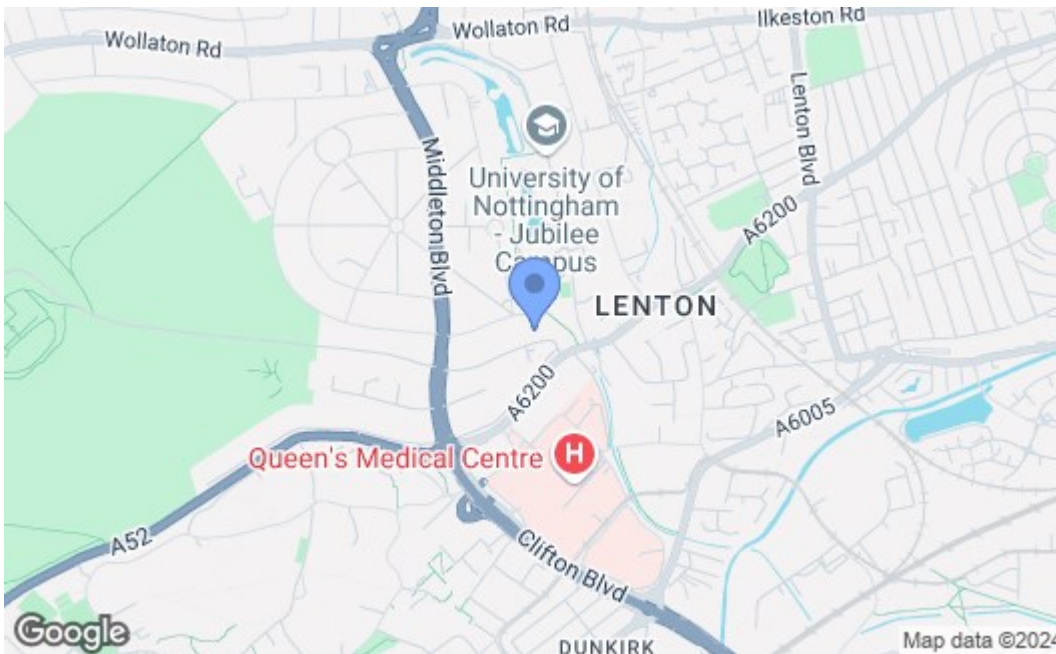 Ilkeston Rd
Wollaton Rd
Wollaton Rd
Lenton Blvd
Middleton Blvd
University of
Nottingham
- Jubilee
Campus
A6200
LENTON
A6200
A6005
Queen's Medical Centre
H
A52
Clifton Blvd
DUNKIRK
Google
Map data ©2024